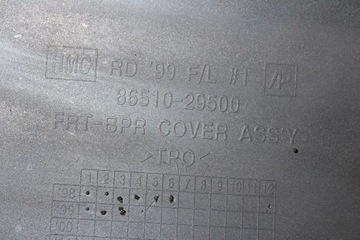 HMC RD '99 F/L #1 AP
86510-29500
FRT-BPR COVER ASS'Y
>TPO<
1 2 3 4 5 6 7 8 9 10 11 12
'98
'99
'00